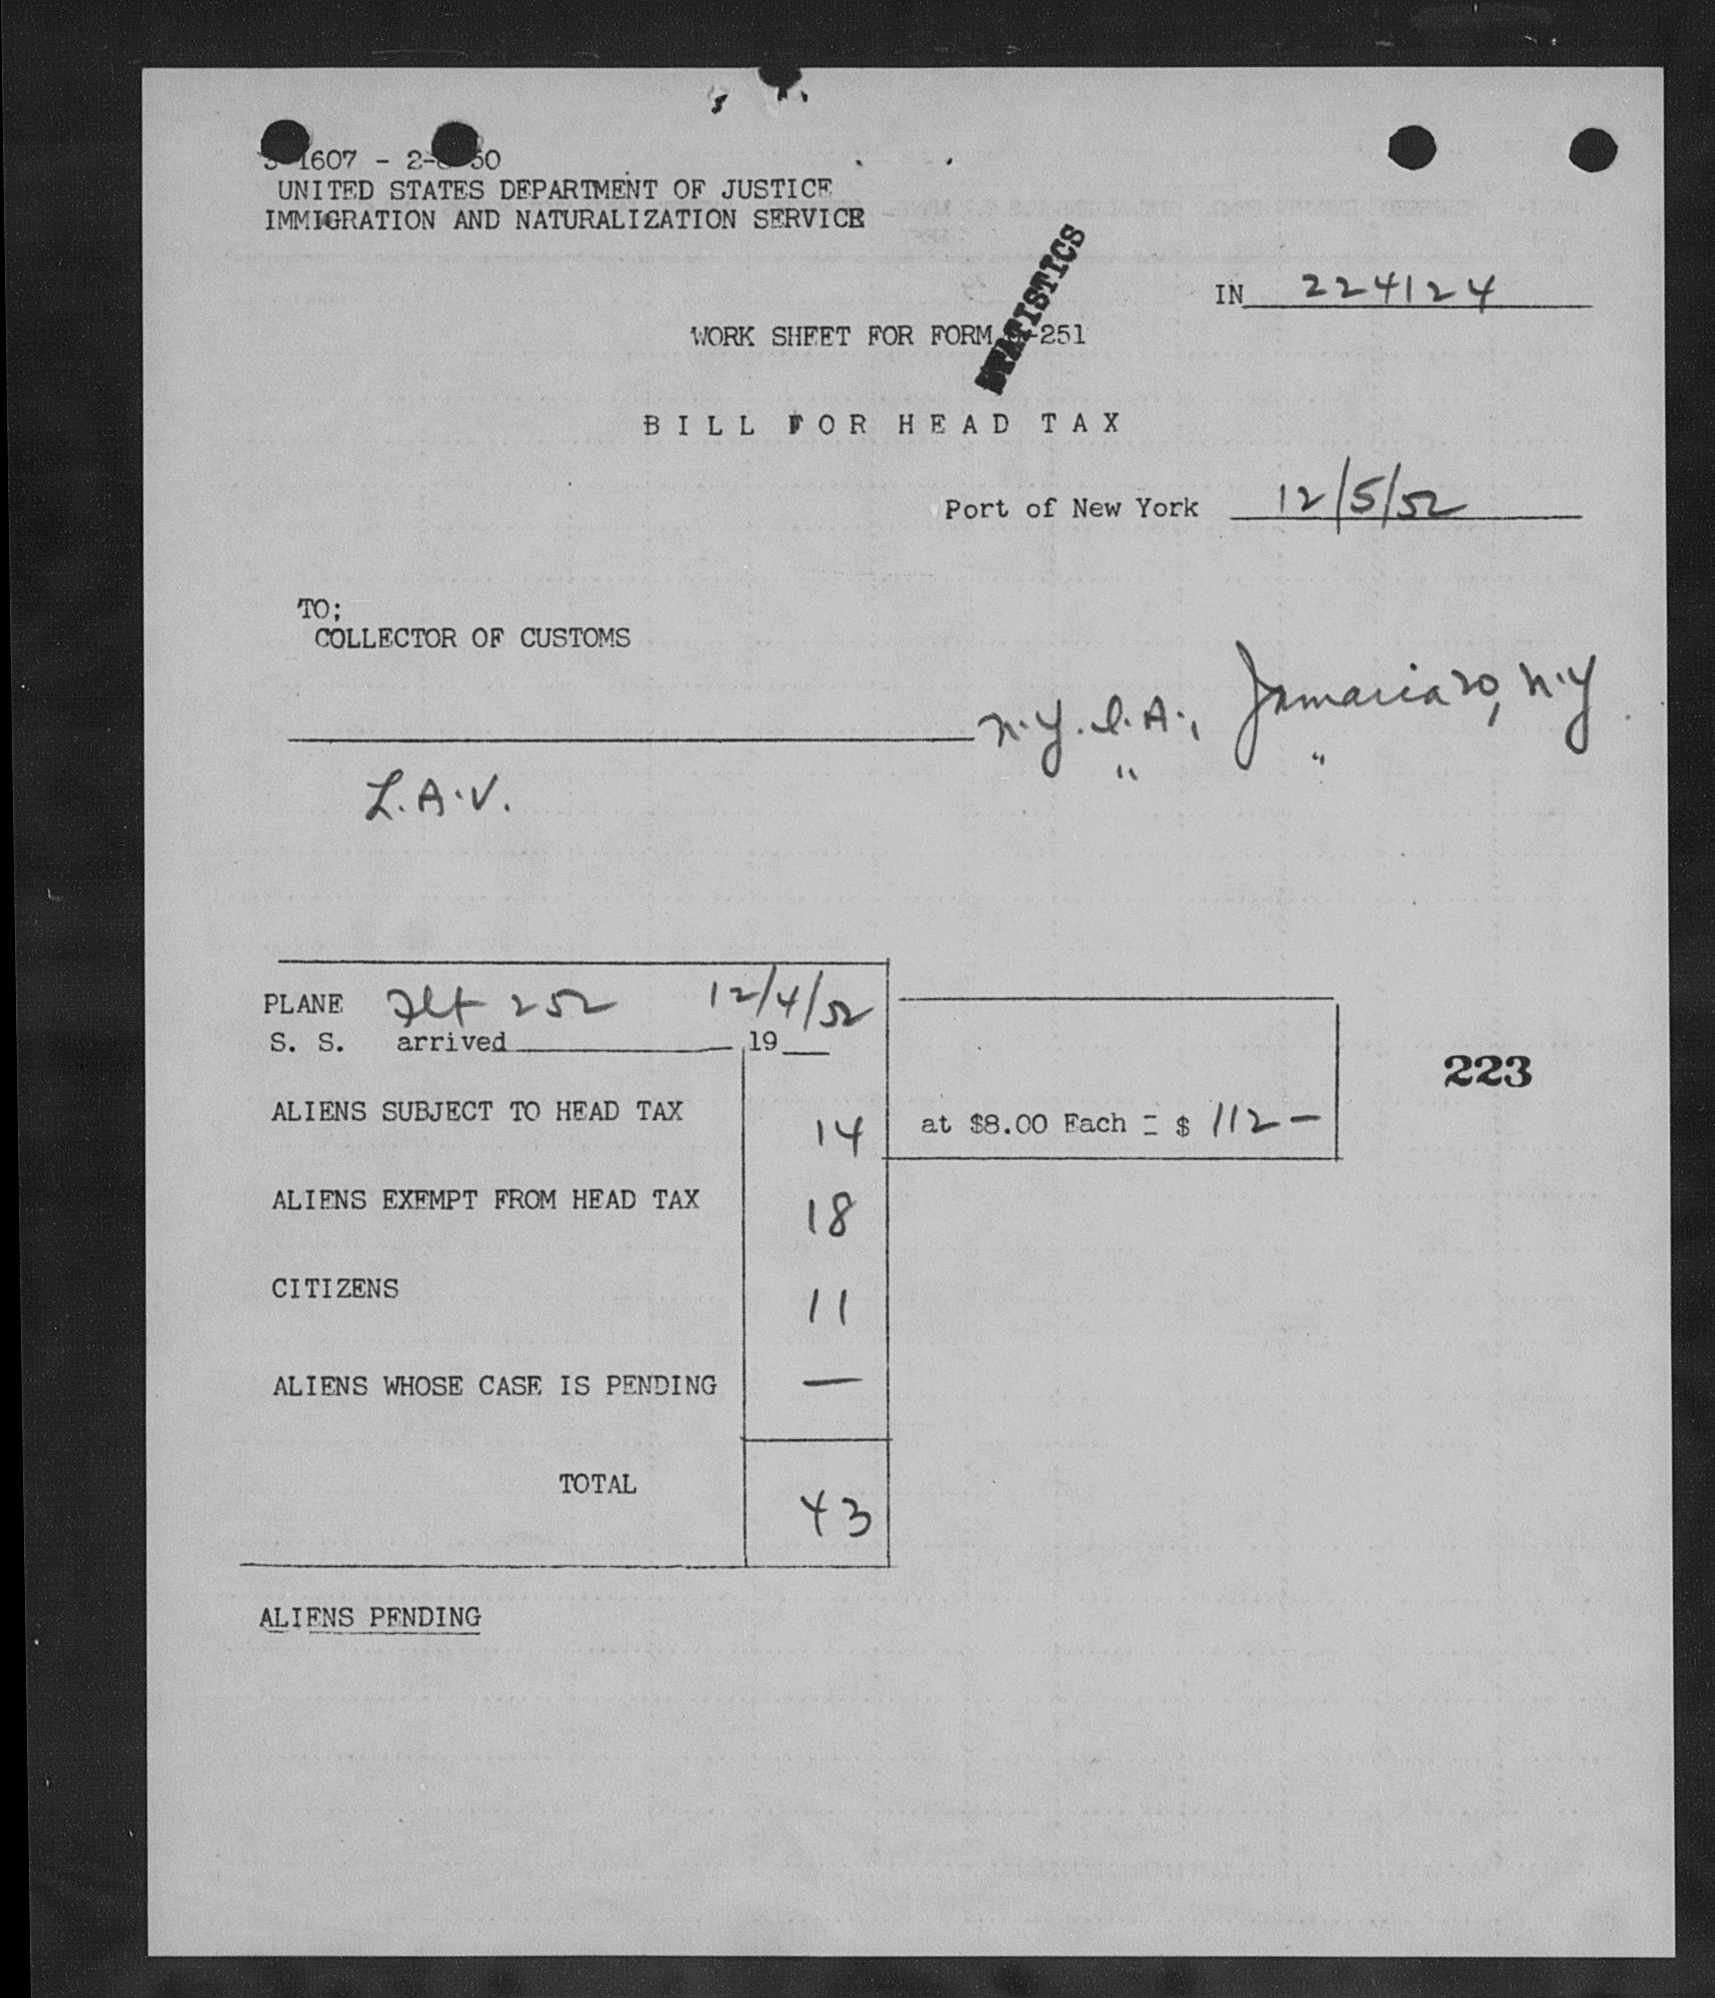 1607 - 2- 50
UNITED STATES DEPARTMENT OF JUSTICE
IMMIGRATION AND NATURALIZATION SERVICE
STATISTICS
IN 224124
WORK SHEET FOR FORM -251
BILL FOR HEAD TAX
Port of New York 12/5/52
TO;
COLLECTOR OF CUSTOMS
N.Y.I.A., Jamaica 20, N.Y
L.A.V.
PLANE Flt 252 12/4/52
S. S. arrived , 19
ALIENS SUBJECT TO HEAD TAX 14 at $8.00 Each = $ 112 —
223
ALIENS EXEMPT FROM HEAD TAX 18
CITIZENS 11
ALIENS WHOSE CASE IS PENDING —
TOTAL 43
ALIENS PENDING